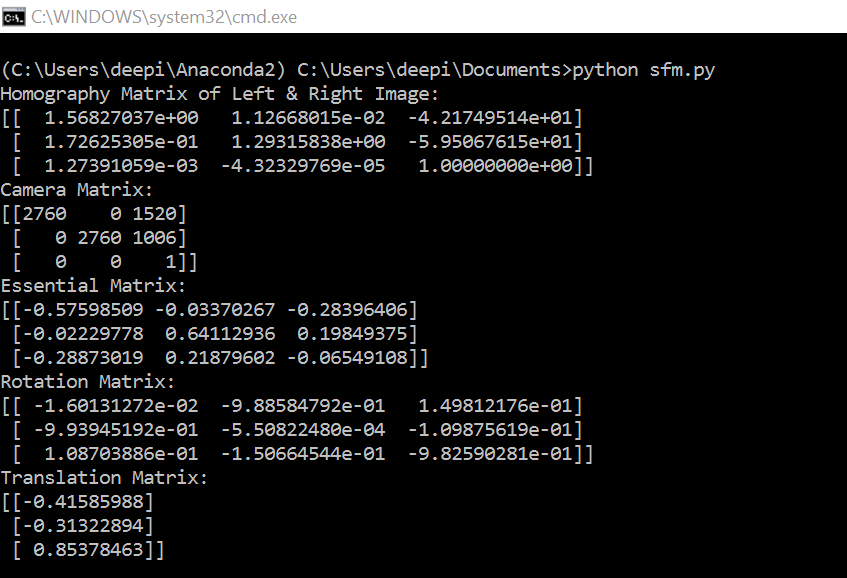 C:\WINDOWS\system32\cmd.exe
(C:\Users\deepi\Anaconda2) C:\Users\deepi\Documents>python sfm.py
Homography Matrix of Left & Right Image:
[[  1.56827037e+00   1.12668015e-02  -4.21749514e+01]
 [  1.72625305e-01   1.29315838e+00  -5.95067615e+01]
 [  1.27391059e-03  -4.32329769e-05   1.00000000e+00]]
Camera Matrix:
[[2760    0 1520]
 [   0 2760 1006]
 [   0    0    1]]
Essential Matrix:
[[-0.57598509 -0.03370267 -0.28396406]
 [-0.02229778  0.64112936  0.19849375]
 [-0.28873019  0.21879602 -0.06549108]]
Rotation Matrix:
[[ -1.60131272e-02  -9.88584792e-01   1.49812176e-01]
 [ -9.93945192e-01  -5.50822480e-04  -1.09875619e-01]
 [  1.08703886e-01  -1.50664544e-01  -9.82590281e-01]]
Translation Matrix:
[[-0.41585988]
 [-0.31322894]
 [ 0.85378463]]